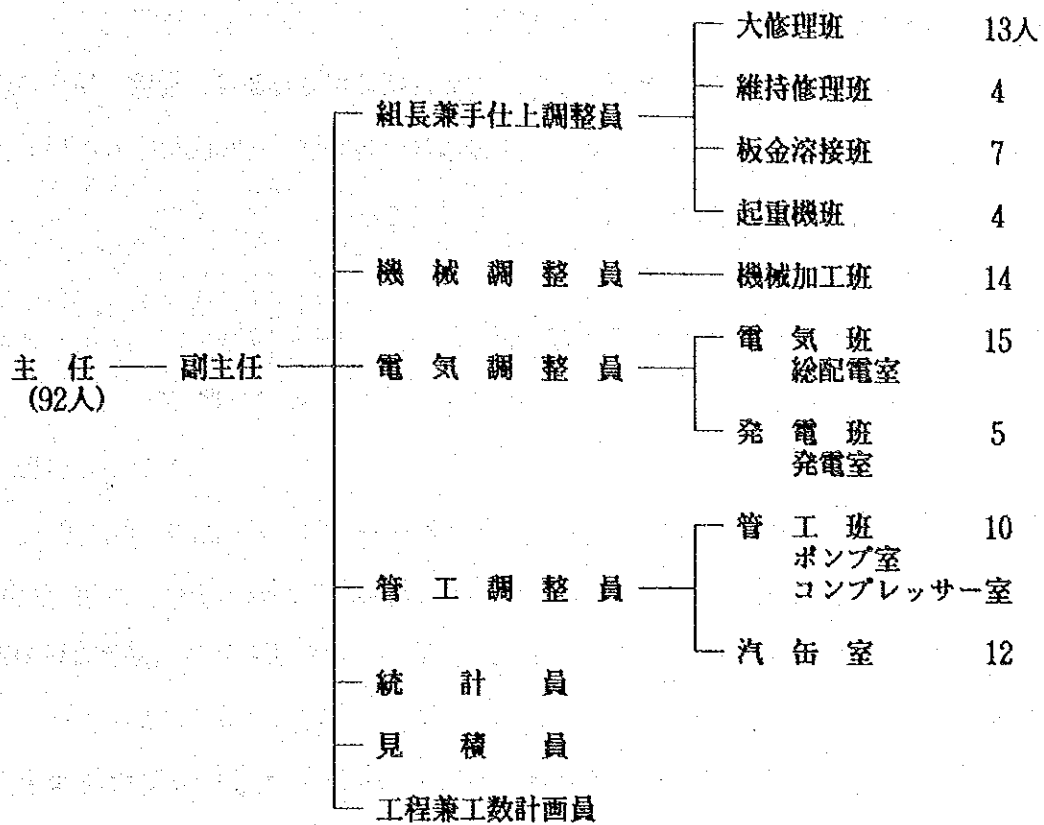 大修理班 13人
維持修理班 4
組長兼手仕上調整員
板金溶接班 7
起重機班 4
機械調整員 機械加工班 14
電気班 15
主任 副主任 電気調整員
総配電室
(92人)
発電班 5
発電室
管工班 10
ポンプ室
管工調整員
コンプレッサー室
汽缶室 12
統計員
見積員
工程兼工数計画員